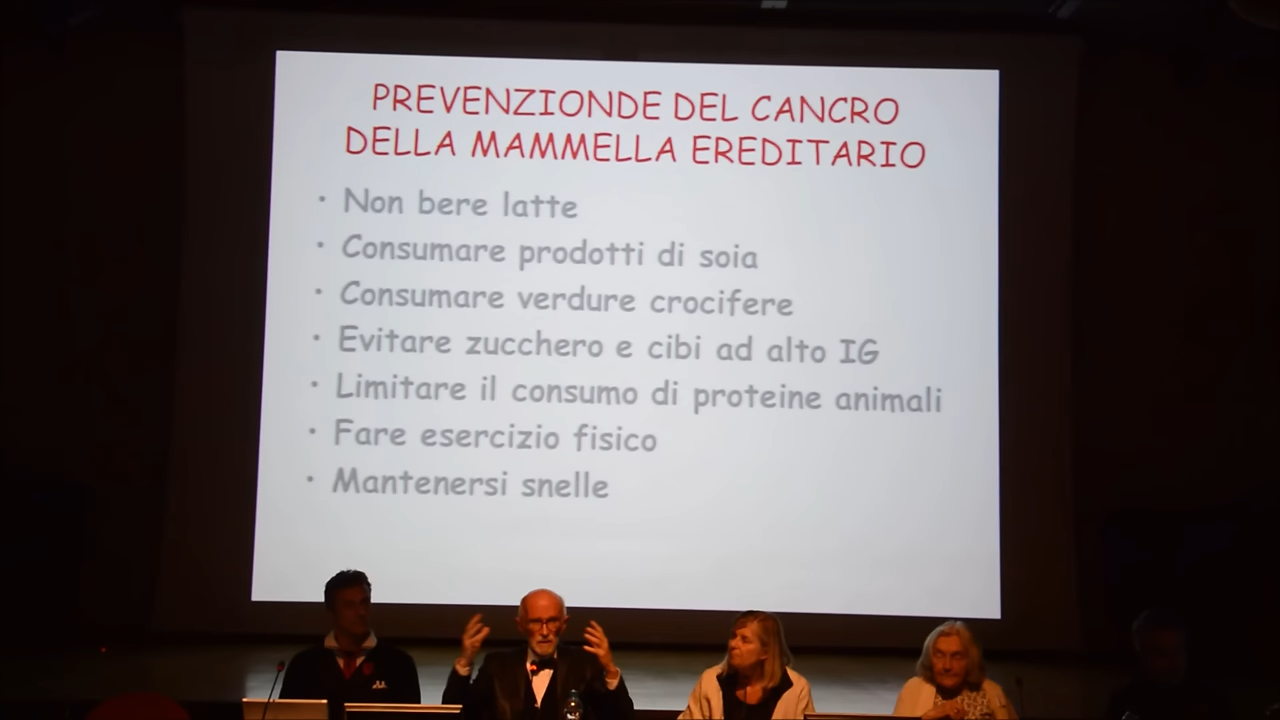 PREVENZIONDE DEL CANCRO
DELLA MAMMELLA EREDITARIO
• Non bere latte
• Consumare prodotti di soia
• Consumare verdure crocifere
• Evitare zucchero e cibi ad alto IG
• Limitare il consumo di proteine animali
• Fare esercizio fisico
• Mantenersi snelle